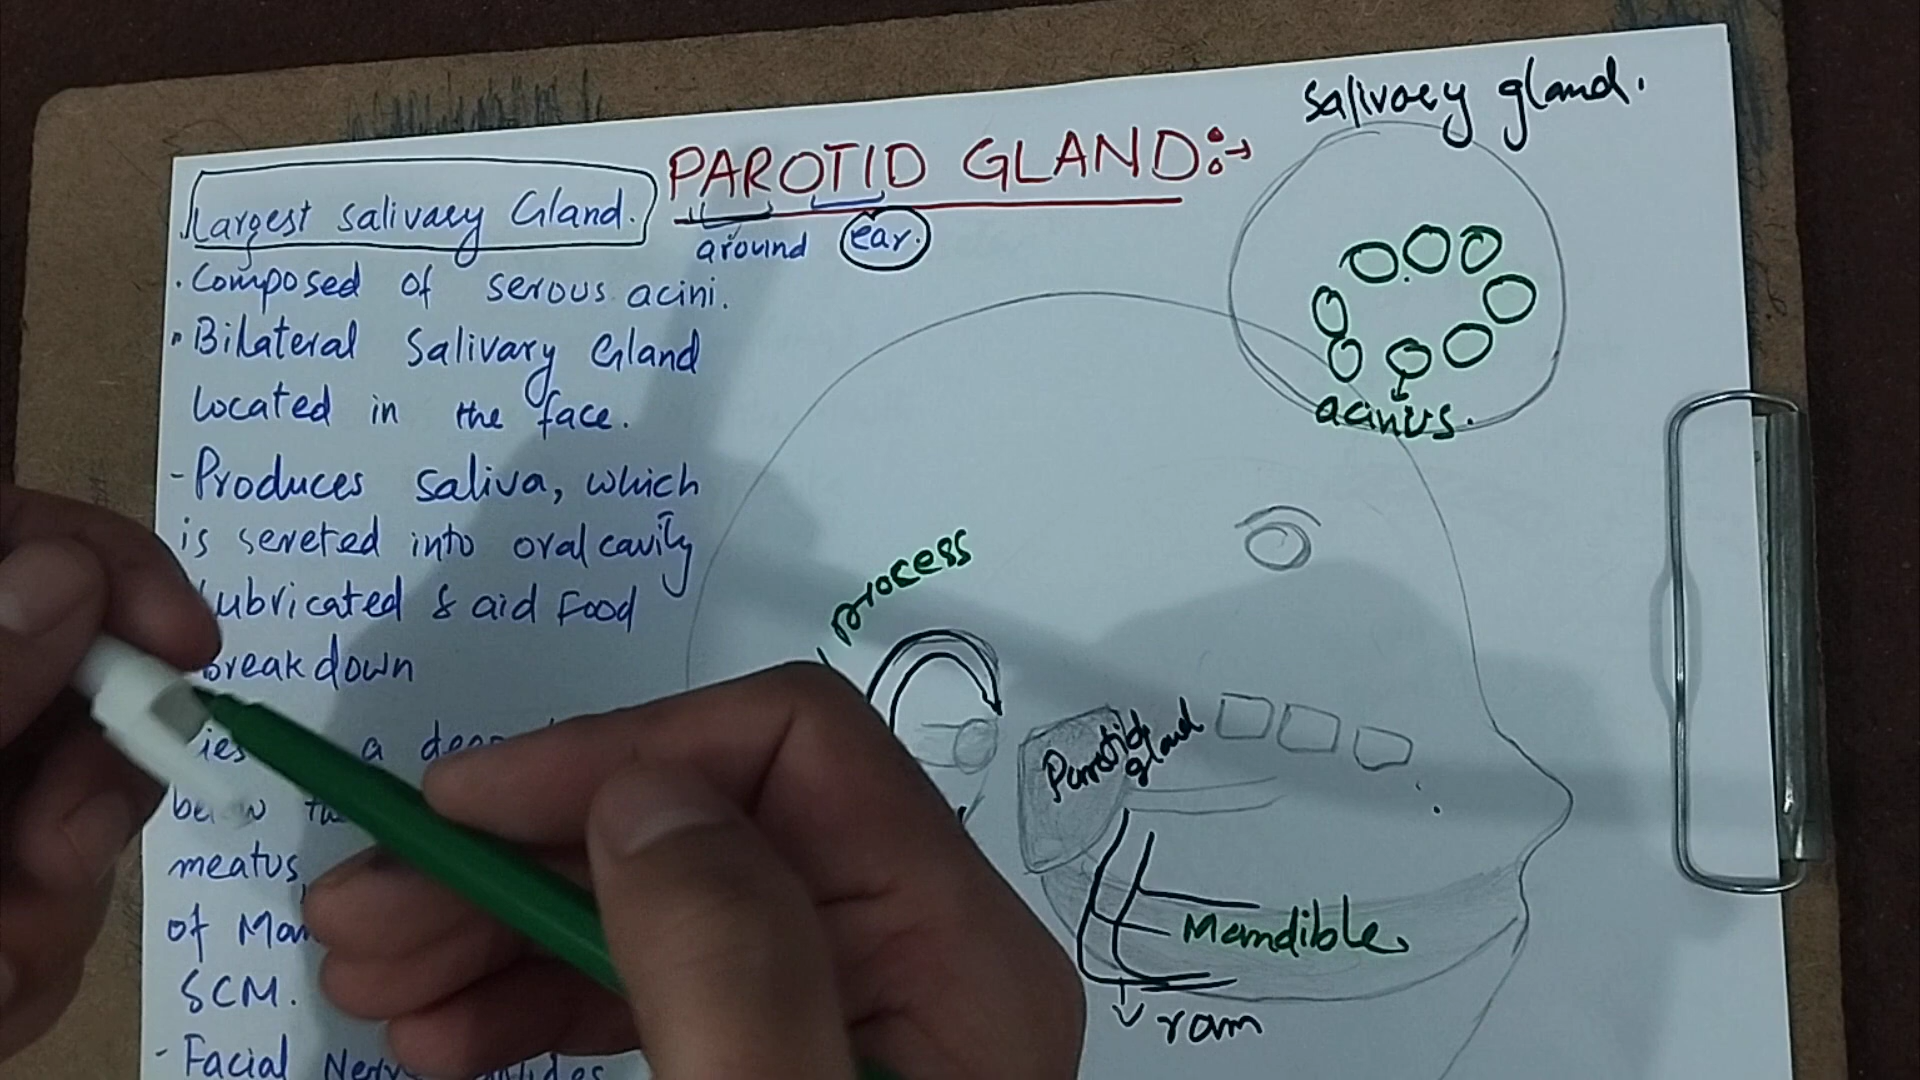 Salivary gland.
PAROTID GLAND:→
around ear.
Largest Salivary Gland.
• Composed of serous acini.
• Bilateral Salivary Gland
located in the face.
- Produces saliva, which
is sereted into oral cavity
Lubricated & aid Food
breakdown
a
meatus,
of
SCM.
- Facial
acinus.
process
Parotid
gland
Mandible
ram